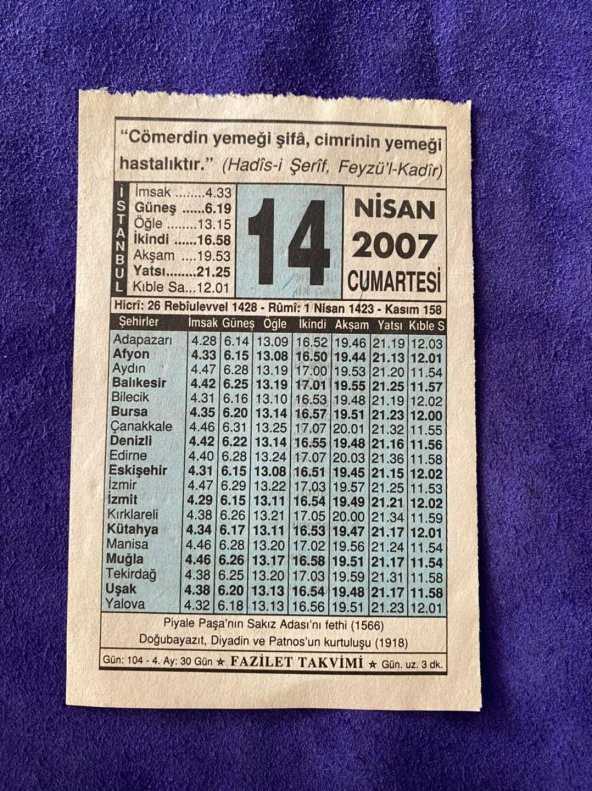 “Cömerdin yemeği şifâ, cimrinin yemeği
hastalıktır.” (Hadîs-i Şerîf, Feyzü'l-Kadîr)
İSTANBUL
İmsak ........4.33
Güneş ......6.19
Öğle ........13.15
İkindi ......16.58
Akşam ...19.53
Yatsı........21.25
Kıble Sa...12.01
14
NİSAN
2007
CUMARTESİ
Hicrî: 26 Rebîulevvel 1428 - Rûmî: 1 Nisan 1423 - Kasım 158
Şehirler İmsak Güneş Öğle İkindi Akşam Yatsı Kıble S
Adapazarı 4.28 6.14 13.09 16.52 19.46 21.19 12.03
Afyon 4.33 6.15 13.08 16.50 19.44 21.13 12.01
Aydın 4.47 6.28 13.19 17.00 19.53 21.20 11.54
Balıkesir 4.42 6.25 13.19 17.01 19.55 21.25 11.57
Bilecik 4.31 6.16 13.10 16.53 19.48 21.19 12.02
Bursa 4.35 6.20 13.14 16.57 19.51 21.23 12.00
Çanakkale 4.46 6.31 13.25 17.07 20.01 21.32 11.55
Denizli 4.42 6.22 13.14 16.55 19.48 21.16 11.56
Edirne 4.40 6.28 13.24 17.07 20.03 21.36 11.58
Eskişehir 4.31 6.15 13.08 16.51 19.45 21.15 12.02
İzmir 4.47 6.29 13.22 17.03 19.57 21.25 11.53
İzmit 4.29 6.15 13.11 16.54 19.49 21.21 12.02
Kırklareli 4.38 6.26 13.21 17.05 20.00 21.34 11.59
Kütahya 4.34 6.17 13.11 16.53 19.47 21.17 12.01
Manisa 4.46 6.28 13.20 17.02 19.56 21.24 11.54
Muğla 4.46 6.26 13.17 16.58 19.51 21.17 11.54
Tekirdağ 4.38 6.25 13.20 17.03 19.59 21.31 11.58
Uşak 4.38 6.20 13.13 16.54 19.48 21.17 11.58
Yalova 4.32 6.18 13.13 16.56 19.51 21.23 12.01
Piyale Paşa'nın Sakız Adası'nı fethi (1566)
Doğubayazıt, Diyadin ve Patnos'un kurtuluşu (1918)
Gün: 104 - 4. Ay: 30 Gün ★ FAZİLET TAKVİMİ ★ Gün. uz. 3 dk.